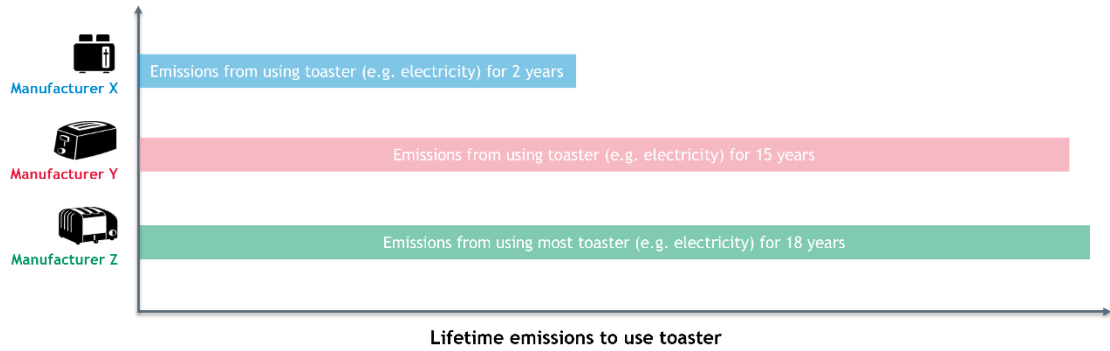 Emissions from using toaster (e.g. electricity) for 2 years
Manufacturer X
Emissions from using toaster (e.g. electricity) for 15 years
Manufacturer Y
Emissions from using most toaster (e.g. electricity) for 18 years
Manufacturer Z
Lifetime emissions to use toaster